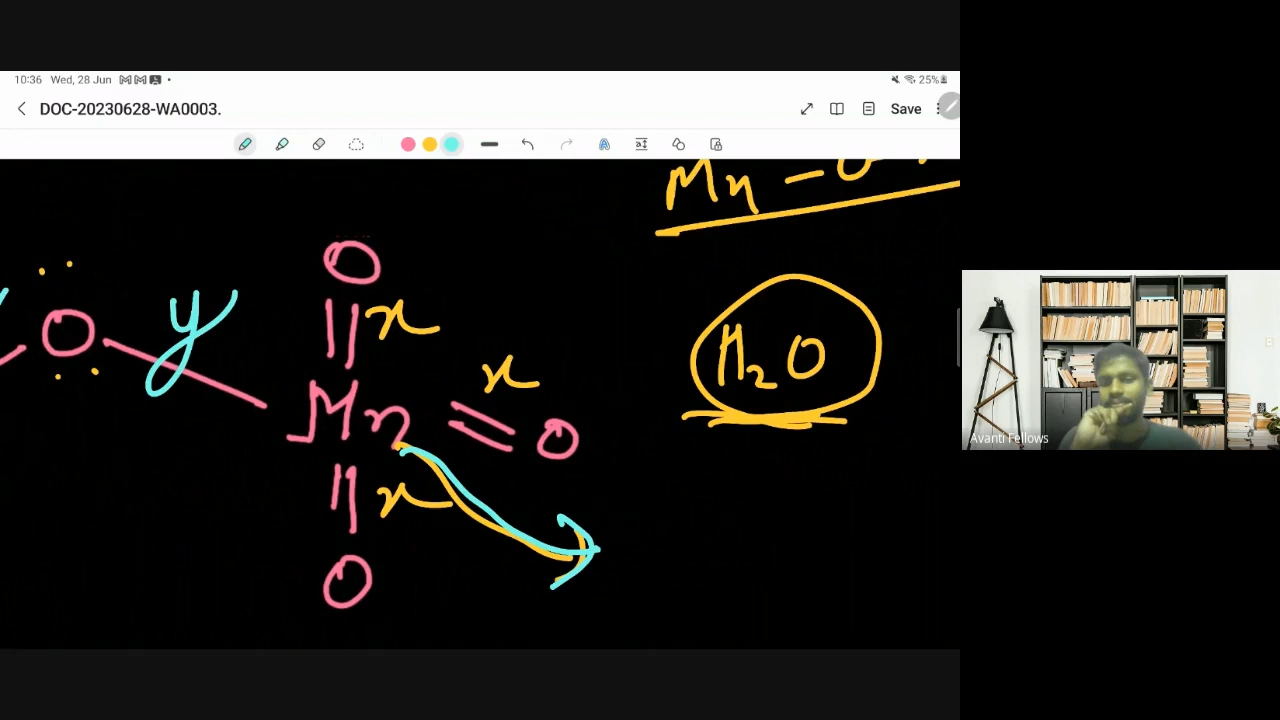 10:36 Wed, 28 Jun
25%
DOC-20230628-WA0003.
Save
Mn - O
O
x
y
O
x
H₂O
Mn
O
x
O
Avanti Fellows